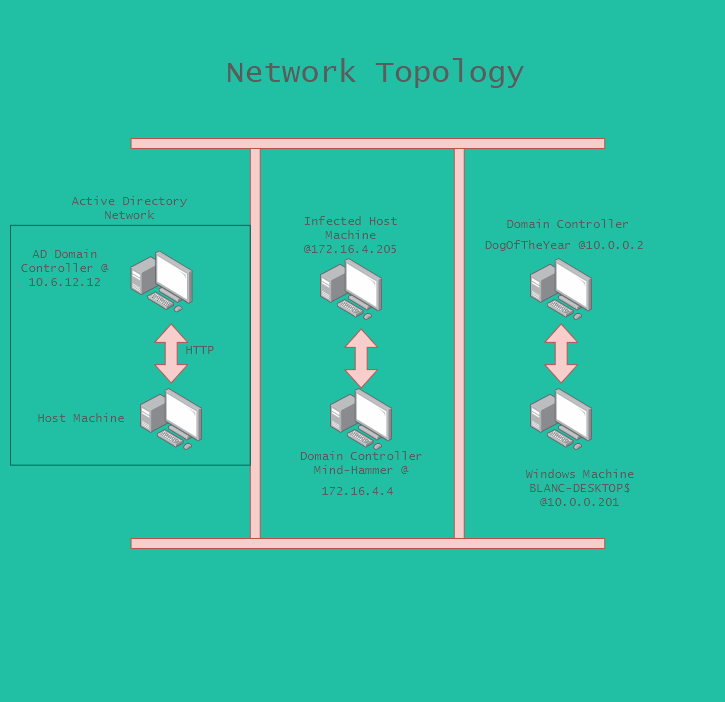 Network Topology
Active Directory
Network
AD Domain
Controller @
10.6.12.12
HTTP
Host Machine
Infected Host
Machine
@172.16.4.205
Domain Controller
Mind-Hammer @
172.16.4.4
Domain Controller
DogOfTheYear @10.0.0.2
Windows Machine
BLANC-DESKTOP$
@10.0.0.201